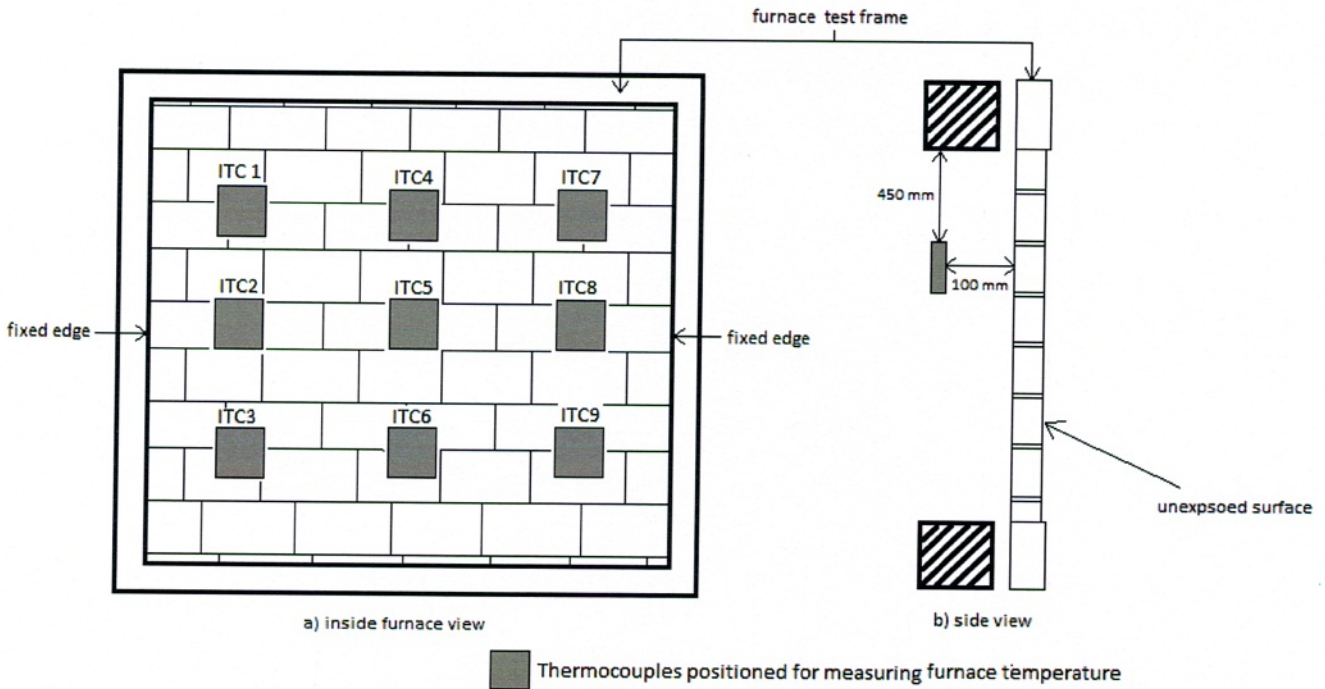 furnace test frame
ITC 1
ITC4
ITC7
450 mm
ITC2
ITC5
ITC8
100 mm
fixed edge
fixed edge
ITC3
ITC6
ITC9
unexpsoed surface
a) inside furnace view
b) side view
Thermocouples positioned for measuring furnace temperature